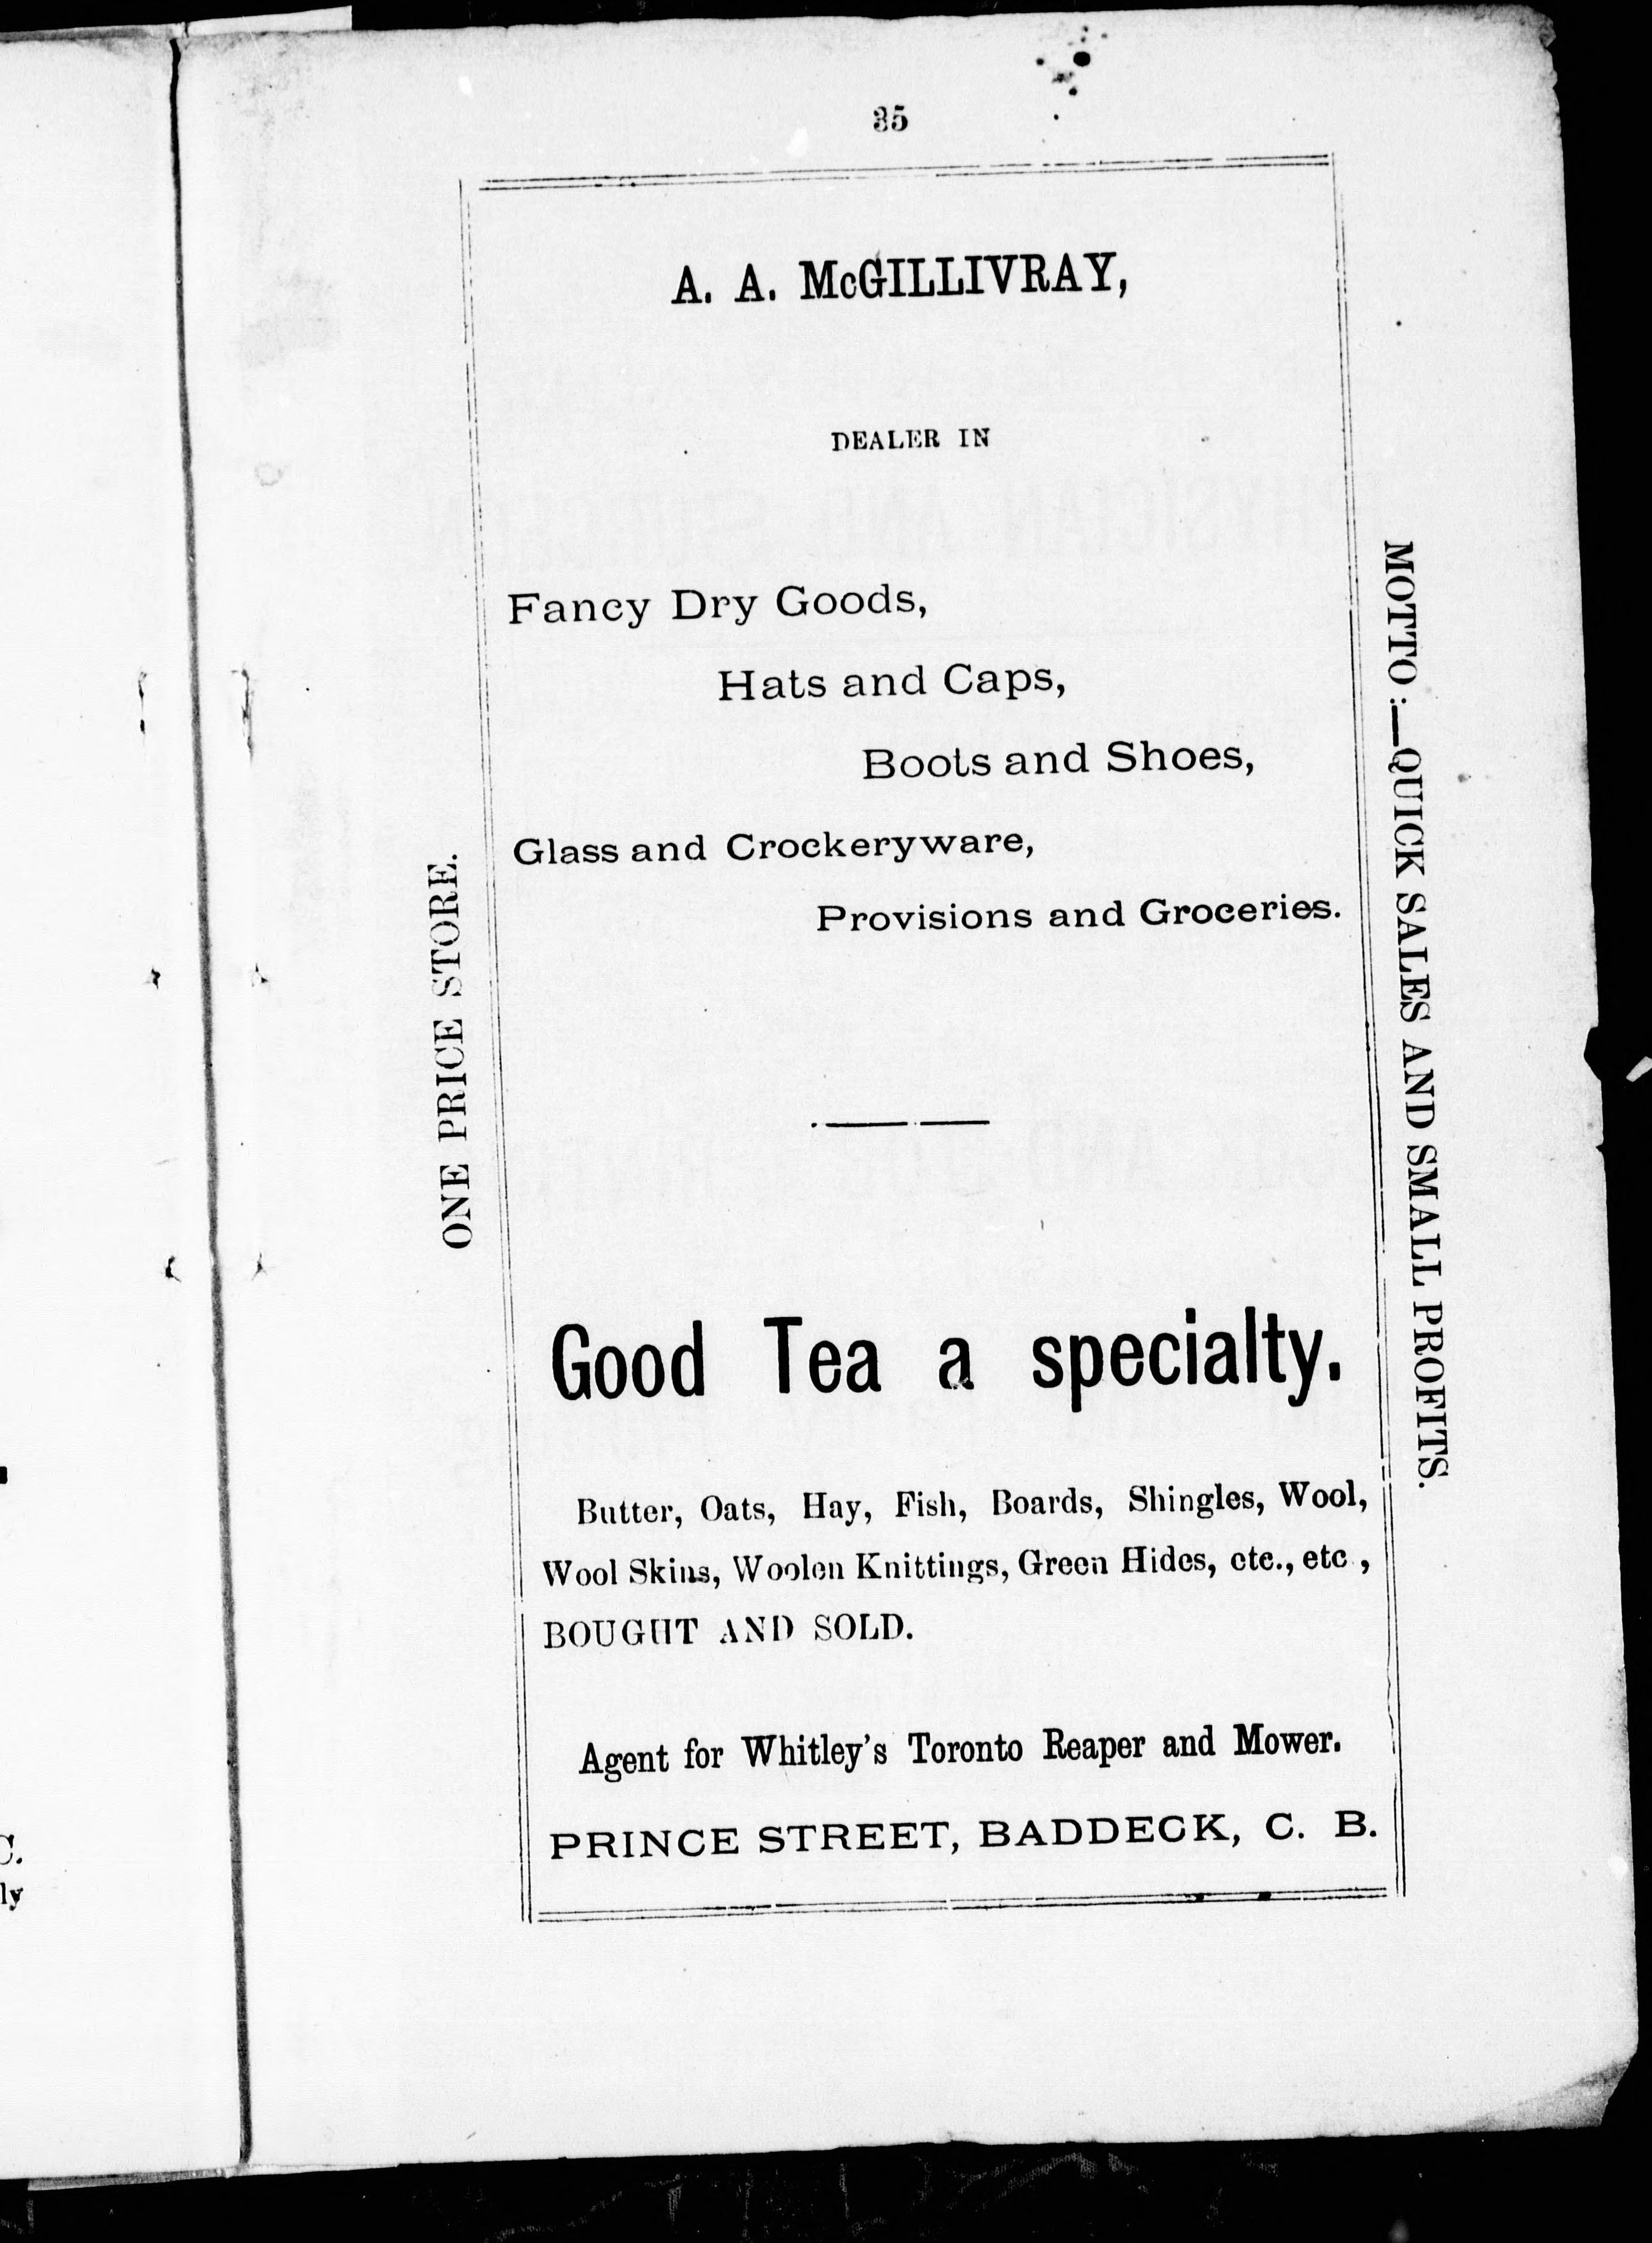 35
A. A. McGILLIVRAY,
DEALER IN
Fancy Dry Goods,
Hats and Caps,
Boots and Shoes,
Glass and Crockeryware,
Provisions and Groceries.
Good Tea a specialty.
Butter, Oats, Hay, Fish, Boards, Shingles, Wool,
Wool Skins, Woolen Knittings, Green Hides, etc., etc.,
BOUGHT AND SOLD.
Agent for Whitley's Toronto Reaper and Mower.
PRINCE STREET, BADDECK, C. B.
ONE PRICE STORE.
MOTTO:—QUICK SALES AND SMALL PROFITS.
C.
ly